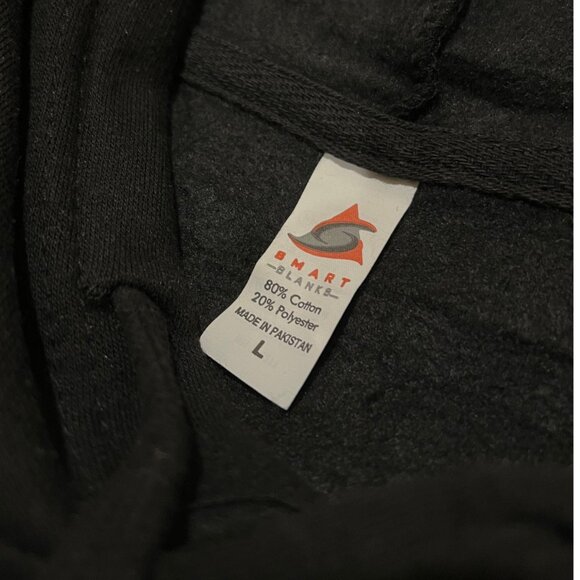 SMART
BLANKS
80% Cotton
20% Polyester
MADE IN PAKISTAN
L